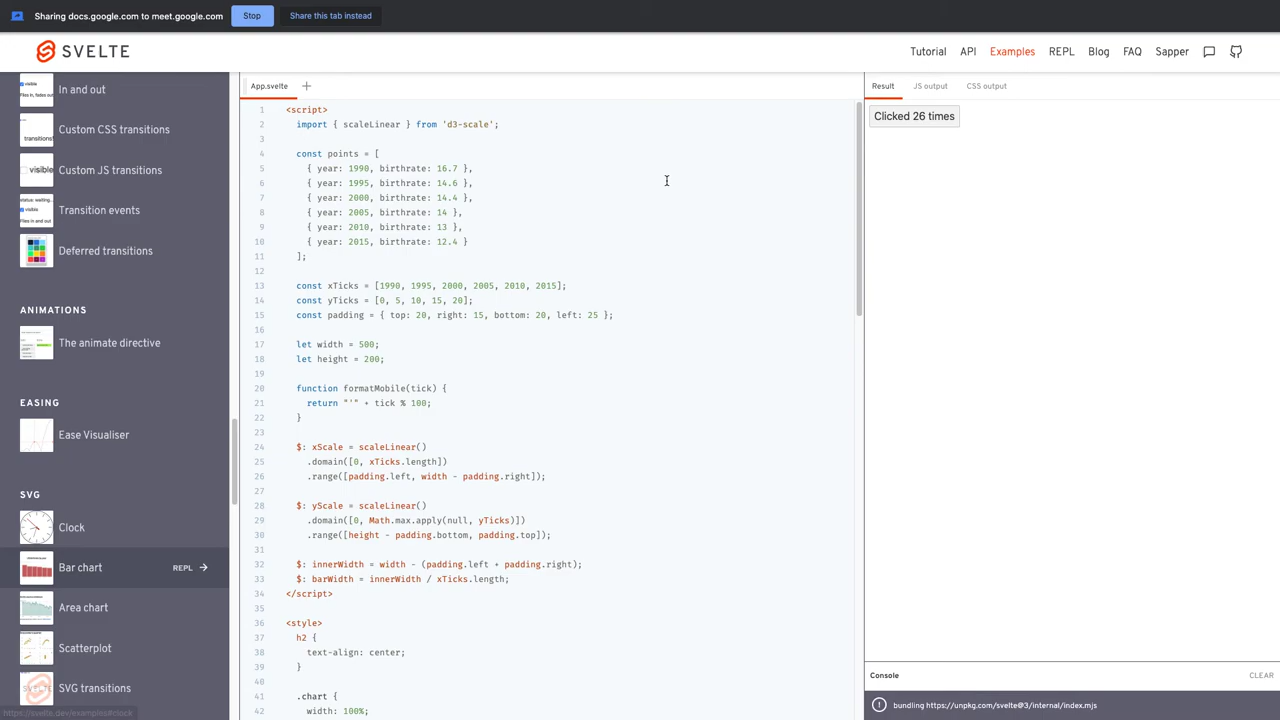 Sharing docs.google.com to meet.google.com Stop Share this tab instead
SVELTE Tutorial API Examples REPL Blog FAQ Sapper
In and out
Custom CSS transitions
Custom JS transitions
Transition events
Deferred transitions
ANIMATIONS
The animate directive
EASING
Ease Visualiser
SVG
Clock
Bar chart REPL
Area chart
Scatterplot
SVG transitions
https://svelte.dev/examples#clock
App.svelte +
1 <script>
2 import { scaleLinear } from 'd3-scale';
3
4 const points = [
5 { year: 1990, birthrate: 16.7 },
6 { year: 1995, birthrate: 14.6 },
7 { year: 2000, birthrate: 14.4 },
8 { year: 2005, birthrate: 14 },
9 { year: 2010, birthrate: 13 },
10 { year: 2015, birthrate: 12.4 }
11 ];
12
13 const xTicks = [1990, 1995, 2000, 2005, 2010, 2015];
14 const yTicks = [0, 5, 10, 15, 20];
15 const padding = { top: 20, right: 15, bottom: 20, left: 25 };
16
17 let width = 500;
18 let height = 200;
19
20 function formatMobile(tick) {
21 return "'" + tick % 100;
22 }
23
24 $: xScale = scaleLinear()
25 .domain([0, xTicks.length])
26 .range([padding.left, width - padding.right]);
27
28 $: yScale = scaleLinear()
29 .domain([0, Math.max.apply(null, yTicks)])
30 .range([height - padding.bottom, padding.top]);
31
32 $: innerWidth = width - (padding.left + padding.right);
33 $: barWidth = innerWidth / xTicks.length;
34 </script>
35
36 <style>
37 h2 {
38 text-align: center;
39 }
40
41 .chart {
42 width: 100%;
Result JS output CSS output
Clicked 26 times
Console CLEAR
bundling https://unpkg.com/svelte@3/internal/index.mjs